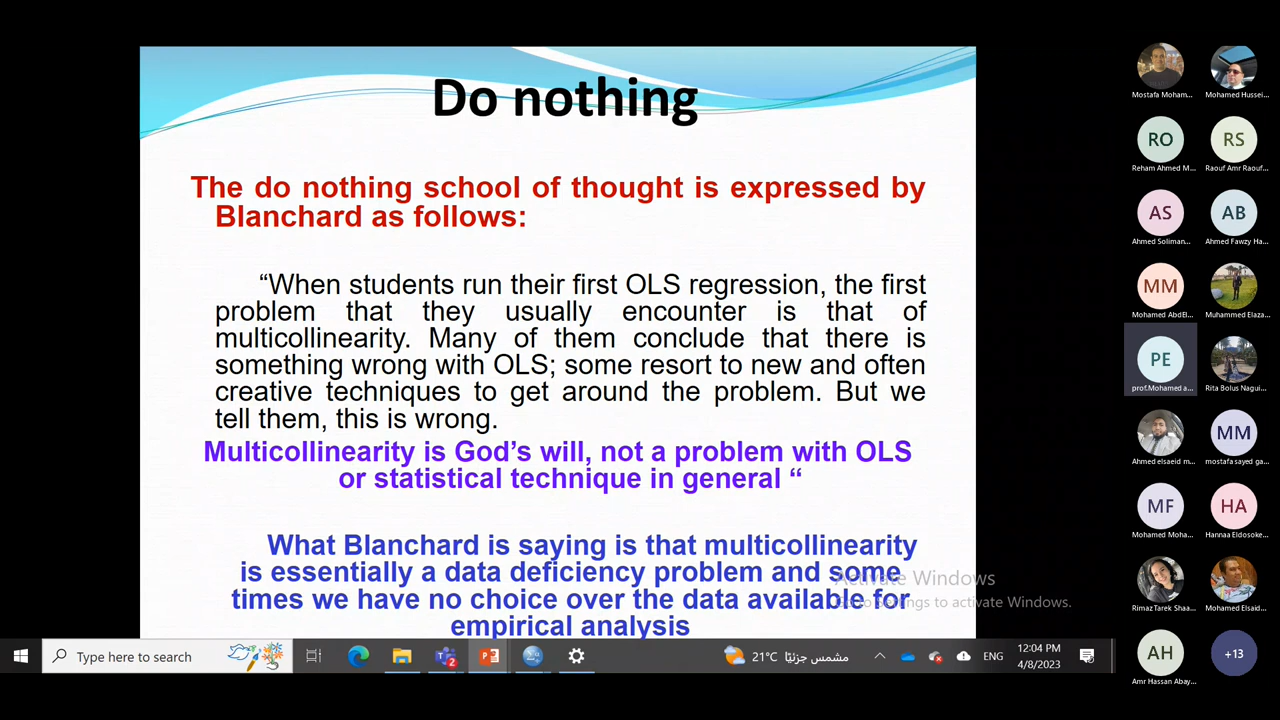 Do nothing
The do nothing school of thought is expressed by
Blanchard as follows:
“When students run their first OLS regression, the first
problem that they usually encounter is that of
multicollinearity. Many of them conclude that there is
something wrong with OLS; some resort to new and often
creative techniques to get around the problem. But we
tell them, this is wrong.
Multicollinearity is God’s will, not a problem with OLS
or statistical technique in general “
What Blanchard is saying is that multicollinearity
is essentially a data deficiency problem and some
times we have no choice over the data available for
empirical analysis
Activate Windows
Go to Settings to activate Windows.
Mostafa Moham...
Mohamed Hussei...
RO
Reham Ahmed M...
RS
Raouf Amr Raouf...
AS
Ahmed Soliman...
AB
Ahmed Fawzy Ha...
MM
Mohamed AbdEl...
Muhammed Elaza...
PE
prof.Mohamed a...
Rita Bolus Nagui...
Ahmed elsaeid m...
MM
mostafa sayed ga...
MF
Mohamed Moha...
HA
Hannaa Eldosoke...
Rimaz Tarek Shaa...
Mohamed Elsaid...
AH
Amr Hassan Abay...
+13
Type here to search
2
21°C مشمس جزئيًا
ENG
12:04 PM
4/8/2023